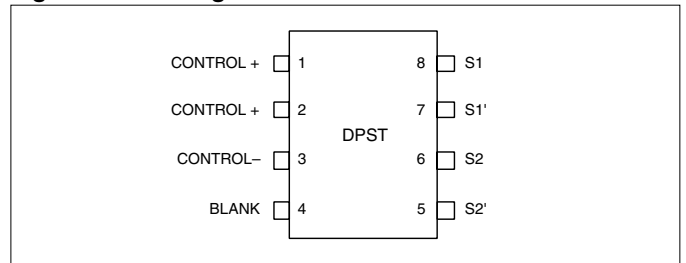 CONTROL + 1 8 S1
CONTROL + 2 7 S1'
DPST
CONTROL– 3 6 S2
BLANK 4 5 S2'